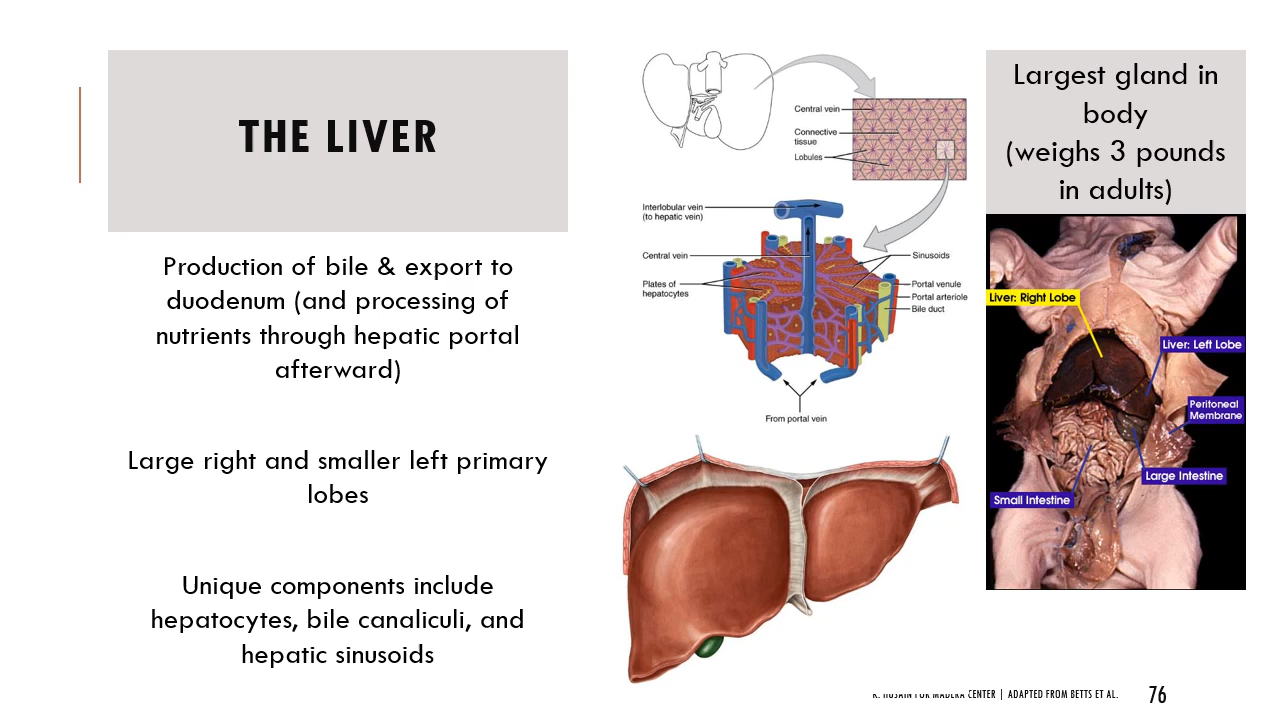 THE LIVER
Production of bile & export to
duodenum (and processing of
nutrients through hepatic portal
afterward)
Large right and smaller left primary
lobes
Unique components include
hepatocytes, bile canaliculi, and
hepatic sinusoids
Central vein
Connective
tissue
Lobules
Interlobular vein
(to hepatic vein)
Central vein
Plates of
hepatocytes
Sinusoids
Portal venule
Portal arteriole
Bile duct
From portal vein
Largest gland in
body
(weighs 3 pounds
in adults)
Liver: Right Lobe
Liver: Left Lobe
Peritoneal
Membrane
Large Intestine
Small Intestine
K. HUSAIN FOR MADERA CENTER | ADAPTED FROM BETTS ET AL.
76